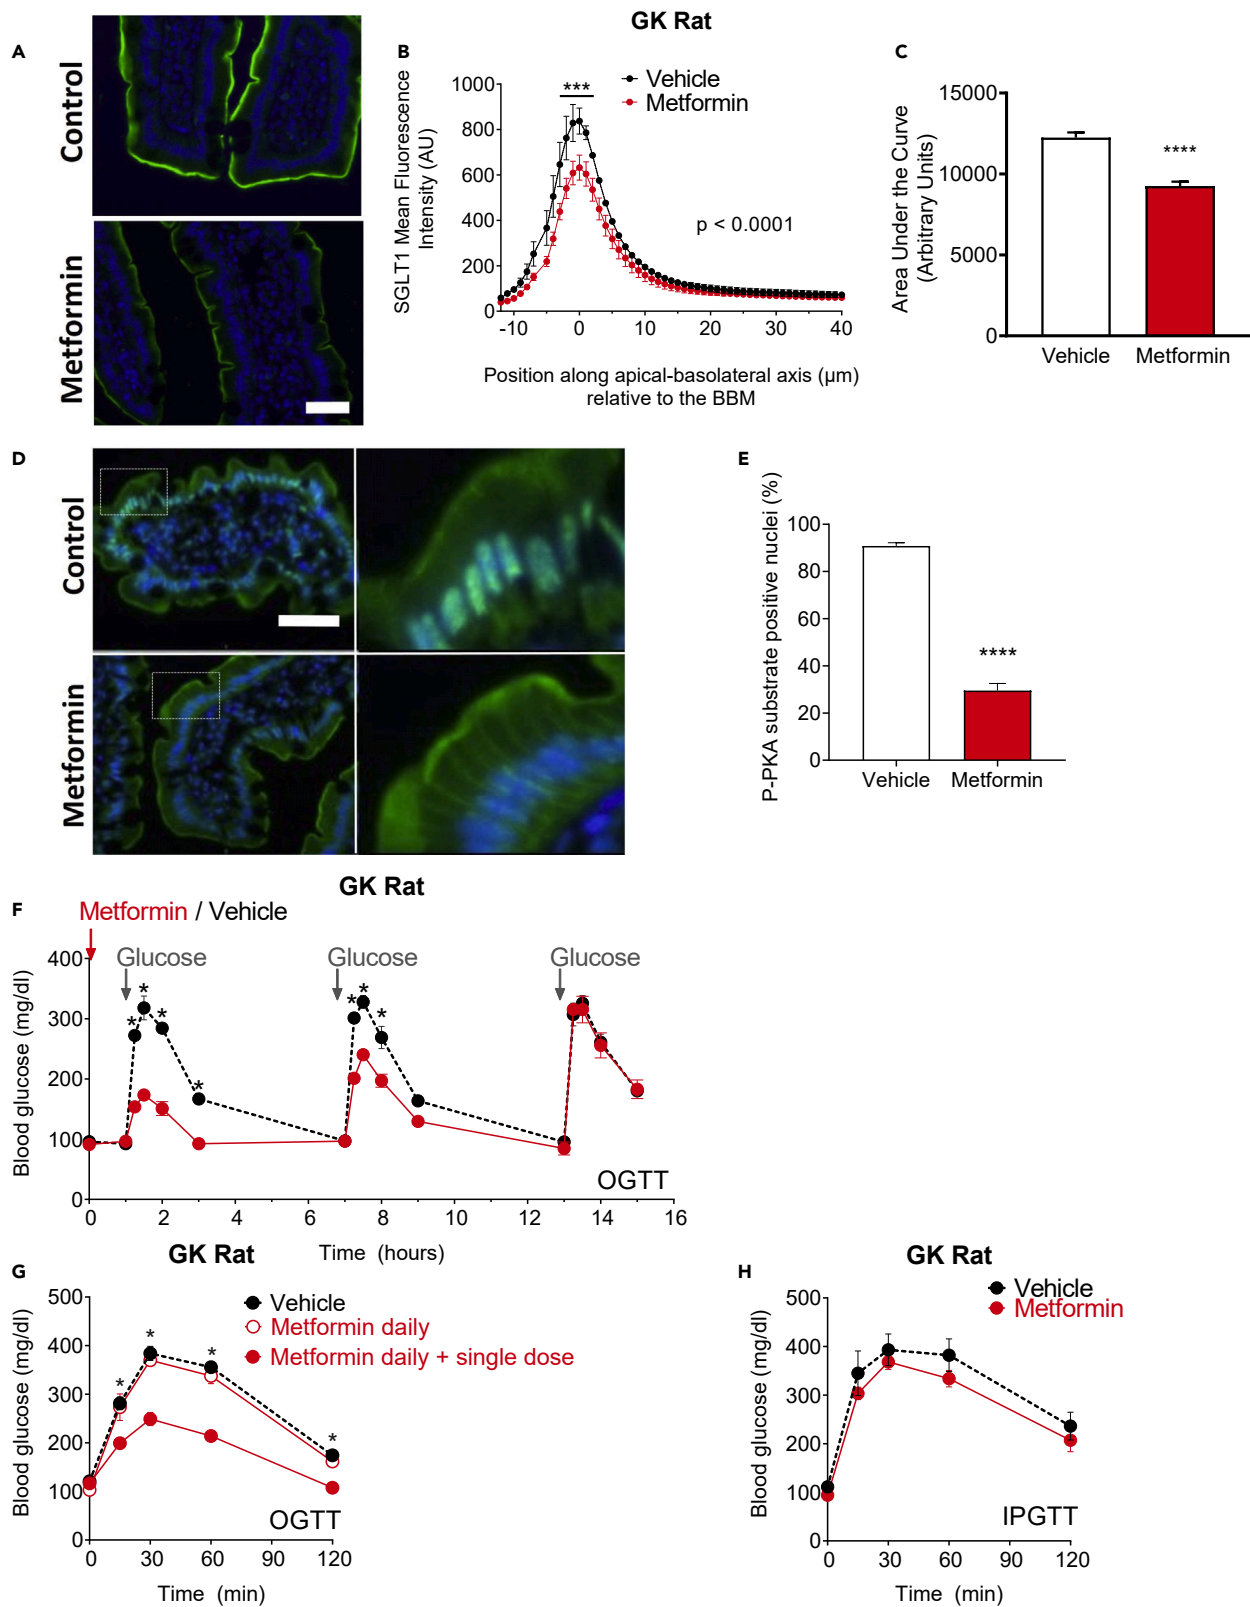 GK Rat
A
Control
Metformin
B
SGLT1 Mean Fluorescence
Intensity (AU)
1000
800
600
400
200
0
***
Vehicle
Metformin
p < 0.0001
-10
0
10
20
30
40
Position along apical-basolateral axis (µm)
relative to the BBM
C
Area Under the Curve
(Arbitrary Units)
15000
10000
5000
0
****
Vehicle
Metformin
D
Control
Metformin
E
P-PKA substrate positive nuclei (%)
100
80
60
40
20
0
****
Vehicle
Metformin
GK Rat
F
Metformin / Vehicle
Glucose
Glucose
Glucose
Blood glucose (mg/dl)
400
300
200
100
0
* * * *
* * *
OGTT
0 2 4 6 8 10 12 14 16
Time (hours)
GK Rat
G
Blood glucose (mg/dl)
500
400
300
200
100
0
Vehicle
Metformin daily
Metformin daily + single dose
* * * *
OGTT
0 30 60 90 120
Time (min)
GK Rat
H
Blood glucose (mg/dl)
500
400
300
200
100
0
Vehicle
Metformin
IPGTT
0 30 60 90 120
Time (min)